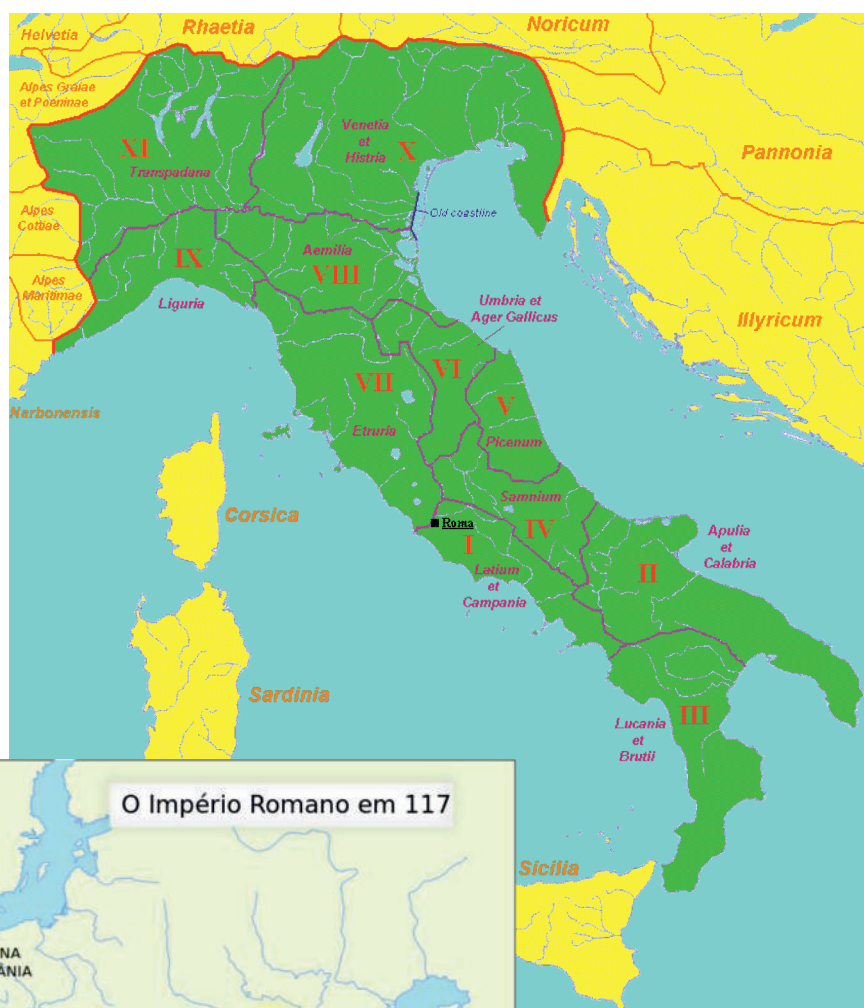 Helvetia
Rhaetia
Noricum
Alpes Graiae
et Poeninae
XI
Transpadana
Venetia
et
Histria
X
Pannonia
Alpes
Cottiae
Old coastline
IX
Aemilia
VIII
Alpes
Maritimae
Liguria
Umbria et
Ager Gallicus
Illyricum
VII
VI
V
Narbonensis
Etruria
Picenum
Samnium
Corsica
Roma
I
IV
Apulia
et
Calabria
II
Latium
et
Campania
Sardinia
III
Lucania
et
Brutii
O Império Romano em 117
Sicilia
NA
ÂNIA